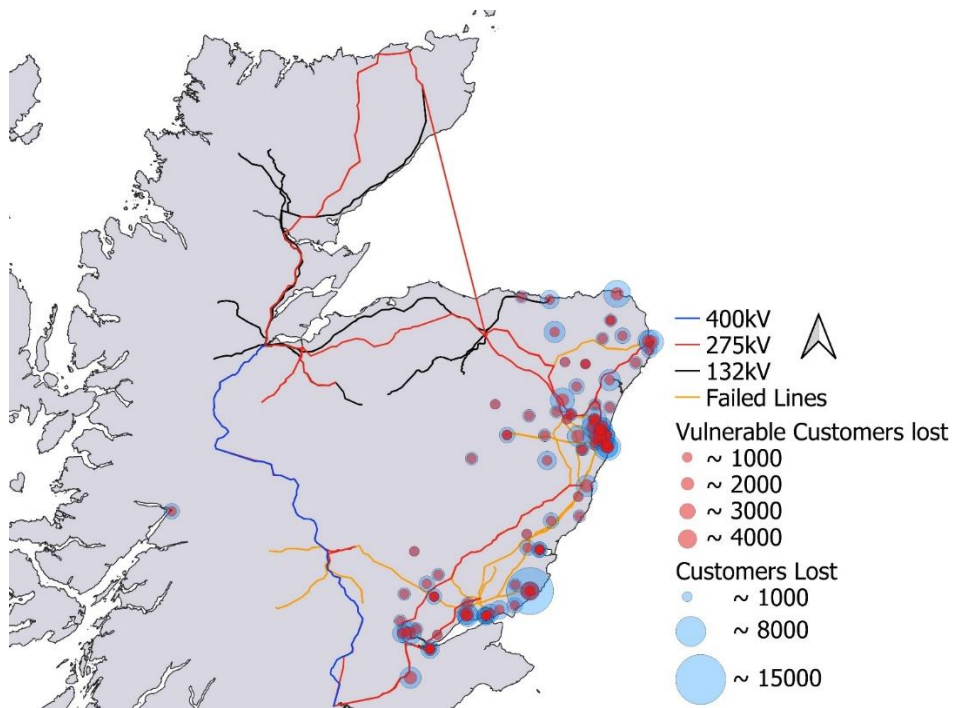 400kV
275kV
132kV
Failed Lines
Vulnerable Customers lost
~ 1000
~ 2000
~ 3000
~ 4000
Customers Lost
~ 1000
~ 8000
~ 15000